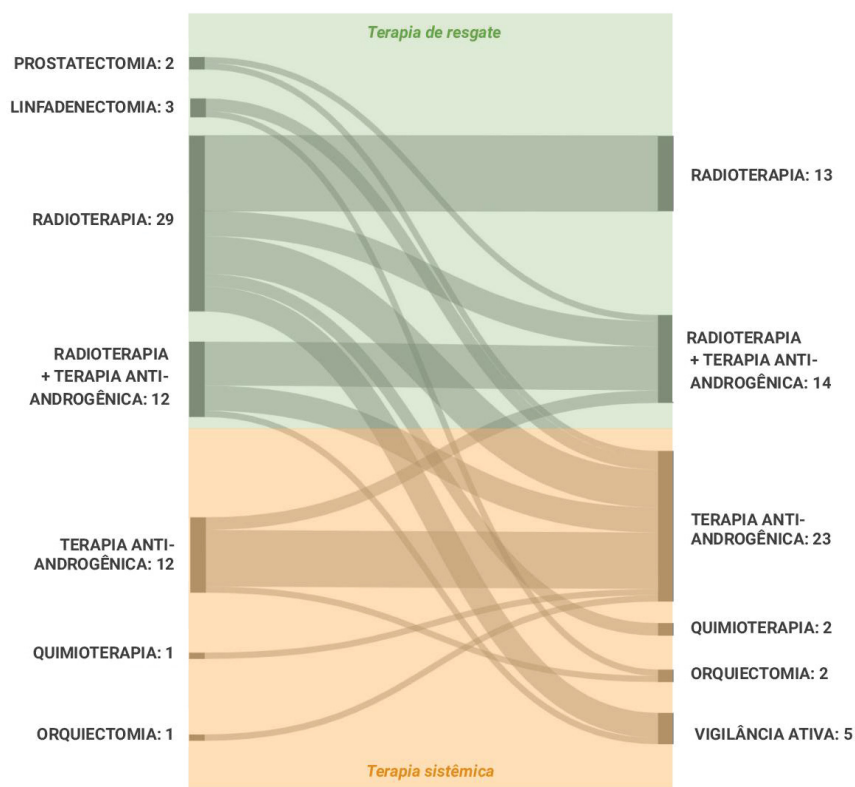 Terapia de resgate
PROSTATECTOMIA: 2
LINFADENECTOMIA: 3
RADIOTERAPIA: 29
RADIOTERAPIA
+ TERAPIA ANTI-
ANDROGÊNICA: 12
TERAPIA ANTI-
ANDROGÊNICA: 12
QUIMIOTERAPIA: 1
ORQUIECTOMIA: 1
RADIOTERAPIA: 13
RADIOTERAPIA
+ TERAPIA ANTI-
ANDROGÊNICA: 14
TERAPIA ANTI-
ANDROGÊNICA: 23
QUIMIOTERAPIA: 2
ORQUIECTOMIA: 2
VIGILÂNCIA ATIVA: 5
Terapia sistêmica